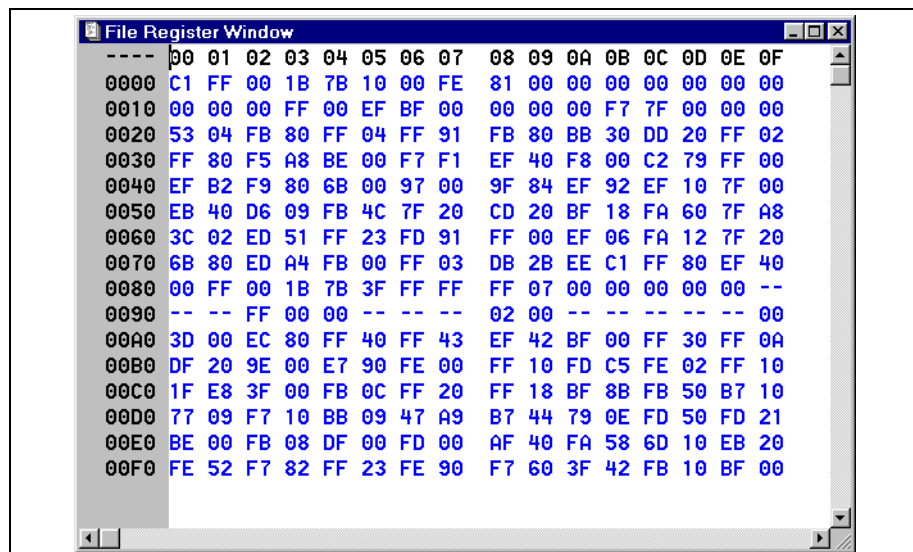 File Register Window
---- 00 01 02 03 04 05 06 07 08 09 0A 0B 0C 0D 0E 0F
0000 C1 FF 00 1B 7B 10 00 FE 81 00 00 00 00 00 00 00
0010 00 00 00 FF 00 EF BF 00 00 00 00 F7 7F 00 00 00
0020 53 04 FB 80 FF 04 FF 91 FB 80 BB 30 DD 20 FF 02
0030 FF 80 F5 A8 BE 00 F7 F1 EF 40 F8 00 C2 79 FF 00
0040 EF B2 F9 80 6B 00 97 00 9F 84 EF 92 EF 10 7F 00
0050 EB 40 D6 09 FB 4C 7F 20 CD 20 BF 18 FA 60 7F A8
0060 3C 02 ED 51 FF 23 FD 91 FF 00 EF 06 FA 12 7F 20
0070 6B 80 ED A4 FB 00 FF 03 DB 2B EE C1 FF 80 EF 40
0080 00 FF 00 1B 7B 3F FF FF FF 07 00 00 00 00 00 --
0090 -- -- FF 00 00 -- -- -- 02 00 -- -- -- -- -- 00
00A0 3D 00 EC 80 FF 40 FF 43 EF 42 BF 00 FF 30 FF 0A
00B0 DF 20 9E 00 E7 90 FE 00 FF 10 FD C5 FE 02 FF 10
00C0 1F E8 3F 00 FB 0C FF 20 FF 18 BF 8B FB 50 B7 10
00D0 77 09 F7 10 BB 09 47 A9 B7 44 79 0E FD 50 FD 21
00E0 BE 00 FB 08 DF 00 FD 00 AF 40 FA 58 6D 10 EB 20
00F0 FE 52 F7 82 FF 23 FE 90 F7 60 3F 42 FB 10 BF 00